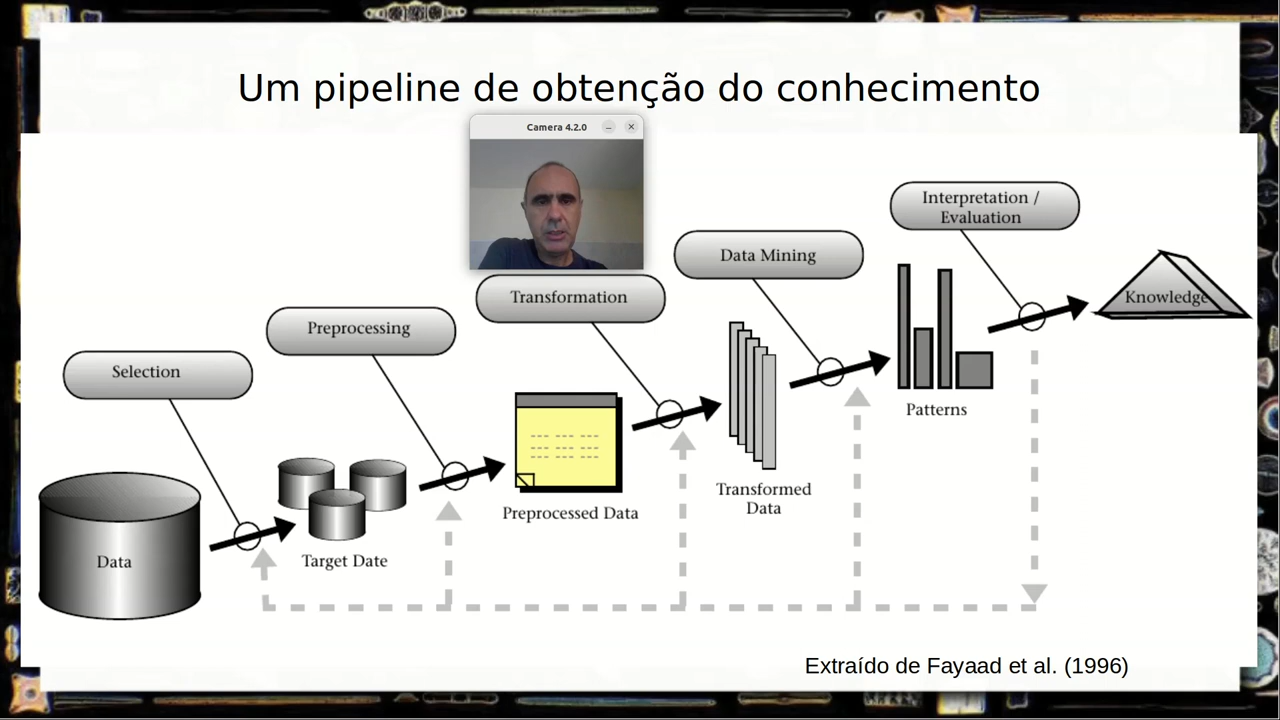 Um pipeline de obtenção do conhecimento
Camera 4.2.0
Interpretation /
Evaluation
Data Mining
Transformation
Preprocessing
Selection
Knowledge
Patterns
Transformed
Data
Preprocessed Data
Target Date
Data
Extraído de Fayaad et al. (1996)